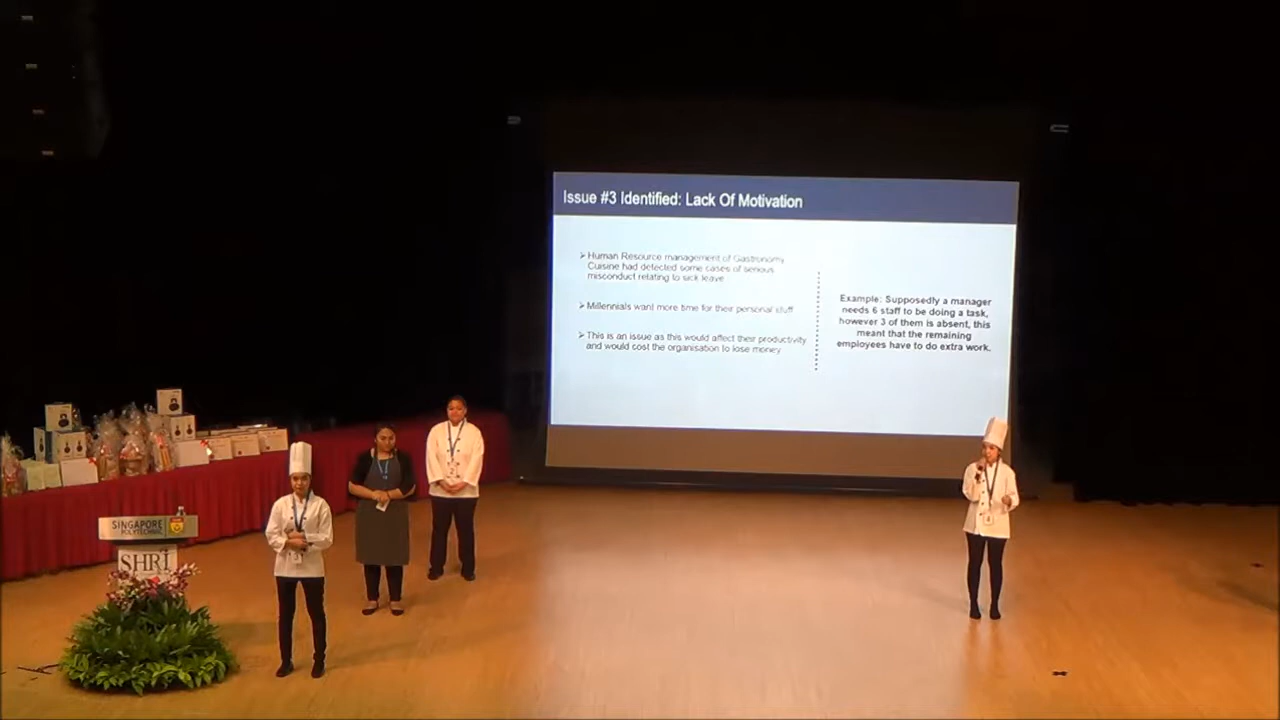 Issue #3 Identified: Lack Of Motivation
➢ Human Resource management of Gastronomy
Cuisine had detected some cases of serious
misconduct relating to sick leave
➢ Millennials want more time for their personal stuff
➢ This is an issue as this would affect their productivity
and would cost the organisation to lose money
Example: Supposedly a manager
needs 6 staff to be doing a task,
however 3 of them is absent, this
meant that the remaining
employees have to do extra work.
SINGAPORE
POLYTECHNIC
SHRI